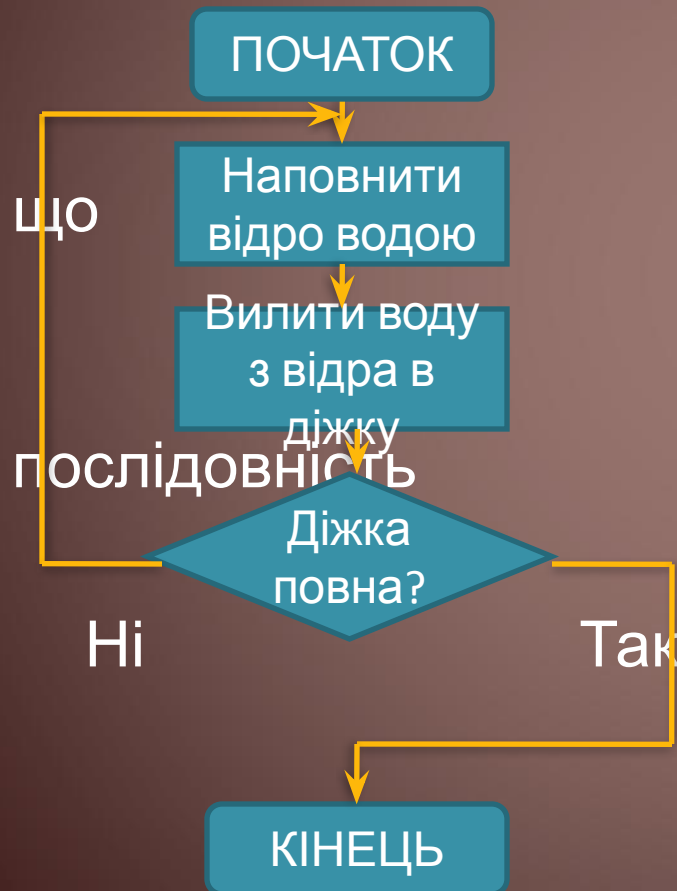 ПОЧАТОК
Наповнити
відро водою
що
Вилити воду
з відра в
діжку
послідовність
Діжка
повна?
Ні
Так
КІНЕЦЬ